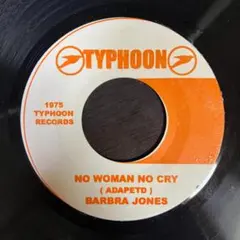 TYPHOON
1975
TYPHOON
RECORDS
NO WOMAN NO CRY
( ADAPETD )
BARBRA JONES